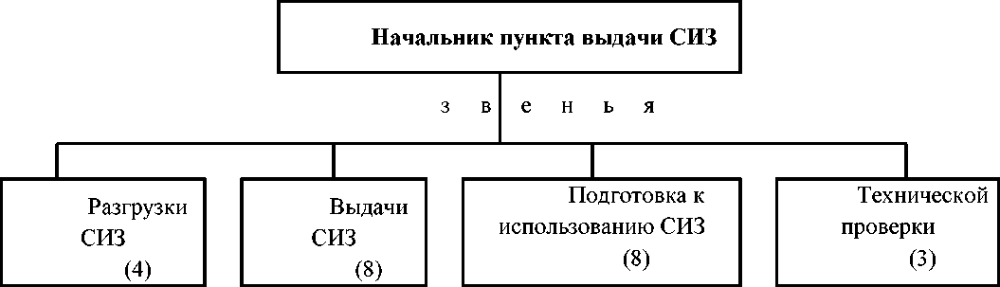 Начальник пункта выдачи СИЗ
з в е н ь я
Разгрузки
СИЗ
(4)
Выдачи
СИЗ
(8)
Подготовка к
использованию СИЗ
(8)
Технической
проверки
(3)